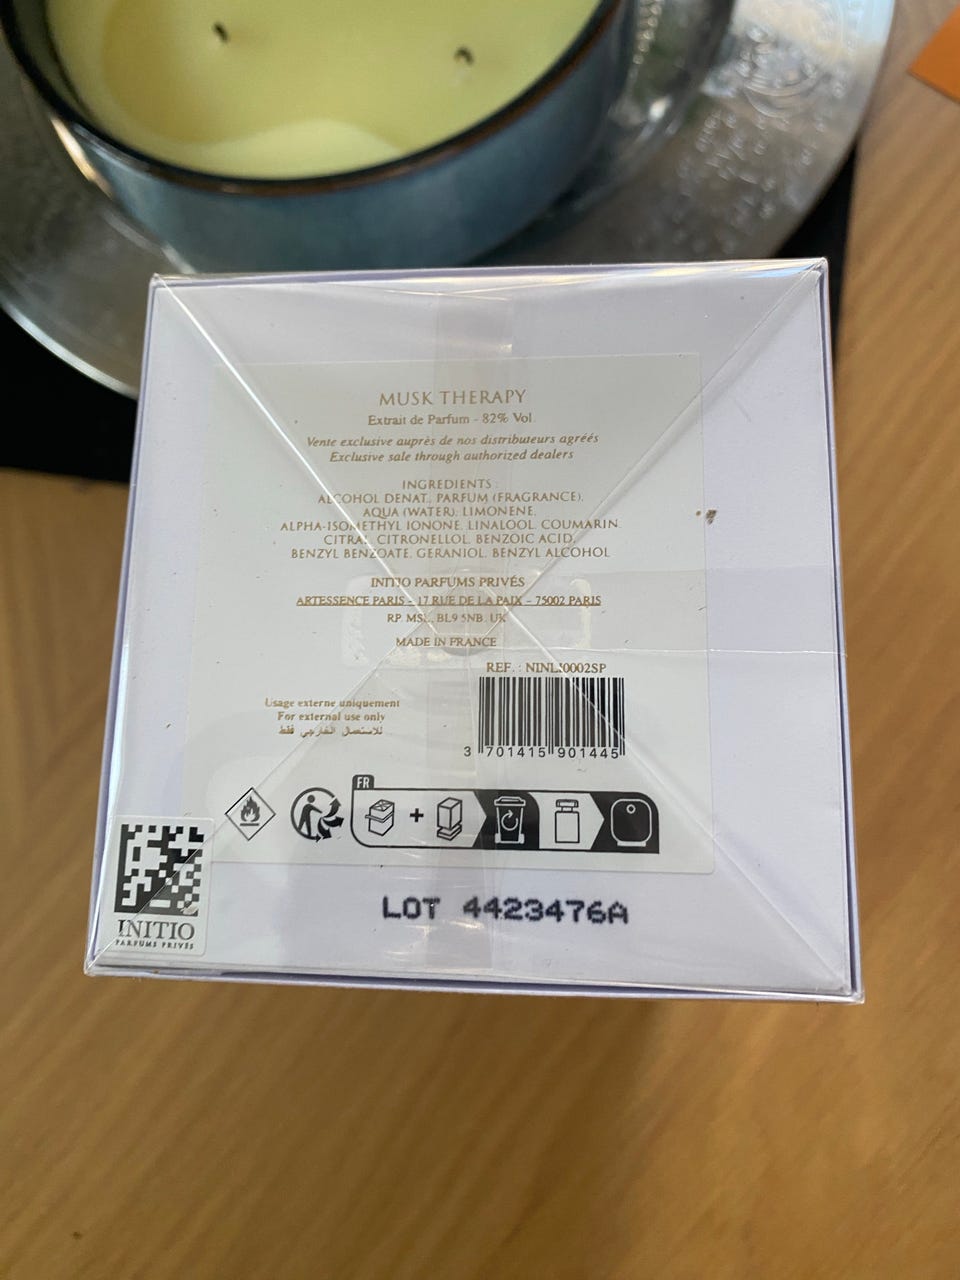 MUSK THERAPY
Extrait de Parfum - 82% Vol.
Vente exclusive auprès de nos distributeurs agréés
Exclusive sale through authorized dealers
INGREDIENTS :
ALCOHOL DENAT., PARFUM (FRAGRANCE),
AQUA (WATER), LIMONENE,
ALPHA-ISOMETHYL IONONE, LINALOOL, COUMARIN,
CITRAL, CITRONELLOL, BENZOIC ACID,
BENZYL BENZOATE, GERANIOL, BENZYL ALCOHOL
INITIO PARFUMS PRIVÉS
ARTESSENCE PARIS - 17 RUE DE LA PAIX - 75002 PARIS
RP. MSL, BL9 5NB. UK
MADE IN FRANCE
REF. :
Usage externe uniquement
For external use only
للاستعمال الخارجي فقط
3 701415 901445
FR
LOT 4423476A
INITIO
PARFUMS PRIVÉS